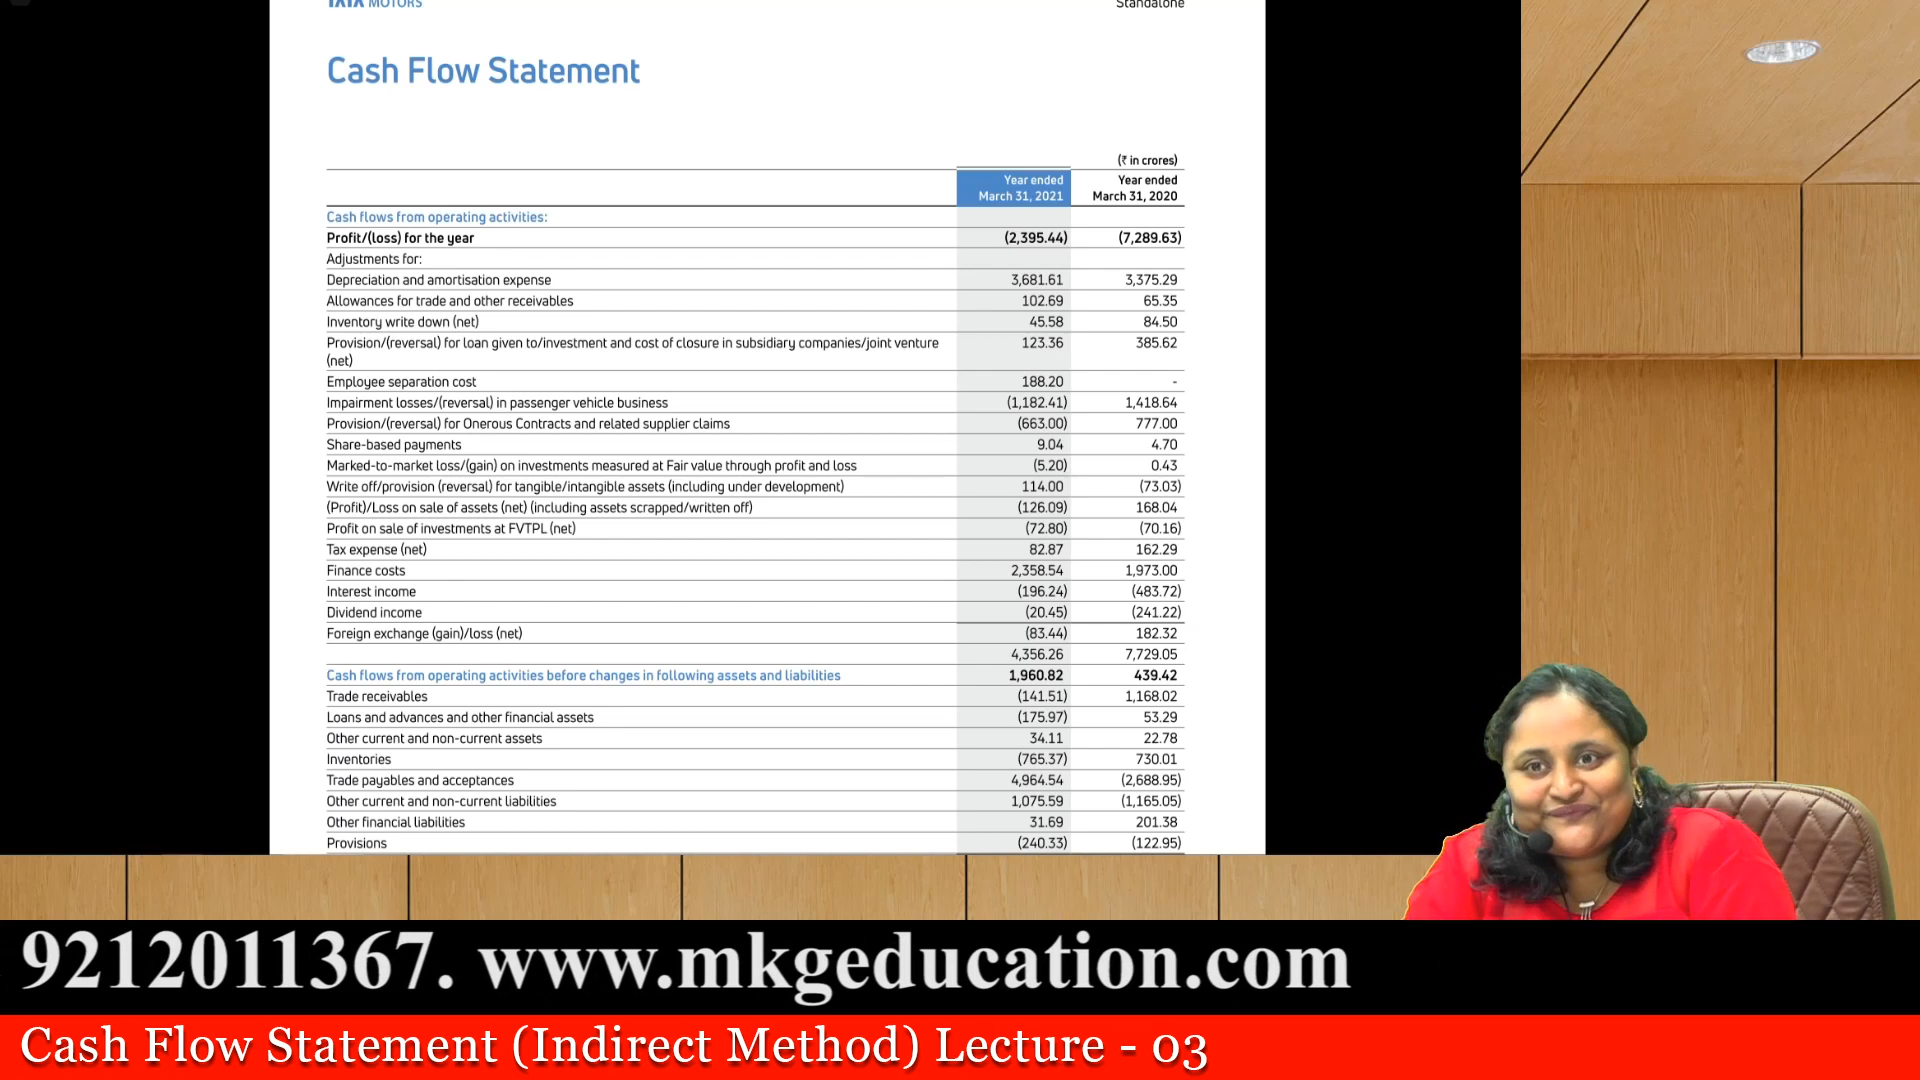 TATA MOTORS
Standalone
Cash Flow Statement
(₹ in crores)
Year ended March 31, 2021 Year ended March 31, 2020
Cash flows from operating activities:
Profit/(loss) for the year (2,395.44) (7,289.63)
Adjustments for:
Depreciation and amortisation expense 3,681.61 3,375.29
Allowances for trade and other receivables 102.69 65.35
Inventory write down (net) 45.58 84.50
Provision/(reversal) for loan given to/investment and cost of closure in subsidiary companies/joint venture 123.36 385.62
(net)
Employee separation cost 188.20 -
Impairment losses/(reversal) in passenger vehicle business (1,182.41) 1,418.64
Provision/(reversal) for Onerous Contracts and related supplier claims (663.00) 777.00
Share-based payments 9.04 4.70
Marked-to-market loss/(gain) on investments measured at Fair value through profit and loss (5.20) 0.43
Write off/provision (reversal) for tangible/intangible assets (including under development) 114.00 (73.03)
(Profit)/Loss on sale of assets (net) (including assets scrapped/written off) (126.09) 168.04
Profit on sale of investments at FVTPL (net) (72.80) (70.16)
Tax expense (net) 82.87 162.29
Finance costs 2,358.54 1,973.00
Interest income (196.24) (483.72)
Dividend income (20.45) (241.22)
Foreign exchange (gain)/loss (net) (83.44) 182.32
4,356.26 7,729.05
Cash flows from operating activities before changes in following assets and liabilities 1,960.82 439.42
Trade receivables (141.51) 1,168.02
Loans and advances and other financial assets (175.97) 53.29
Other current and non-current assets 34.11 22.78
Inventories (765.37) 730.01
Trade payables and acceptances 4,964.54 (2,688.95)
Other current and non-current liabilities 1,075.59 (1,165.05)
Other financial liabilities 31.69 201.38
Provisions (240.33) (122.95)
9212011367. www.mkgeducation.com
Cash Flow Statement (Indirect Method) Lecture - 03